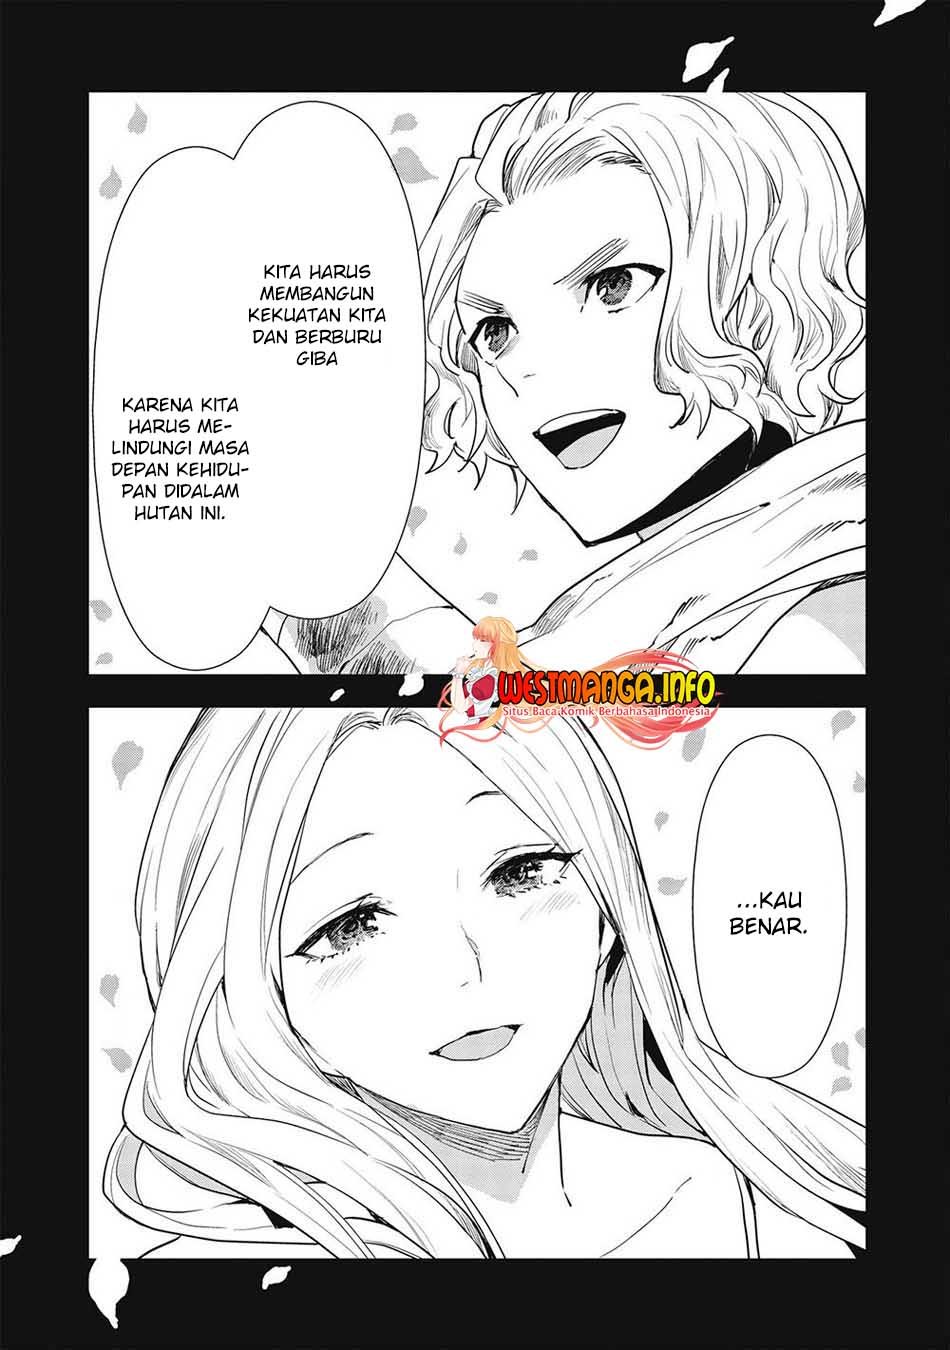 KITA HARUS
MEMBANGUN
KEKUATAN KITA
DAN BERBURU
GIBA
KARENA KITA
HARUS ME-
LINDUNGI MASA
DEPAN KEHIDU-
PAN DIDALAM
HUTAN INI.
WESTMANGA.INFO
Situs Baca Komik Berbahasa Indonesia
...KAU
BENAR.